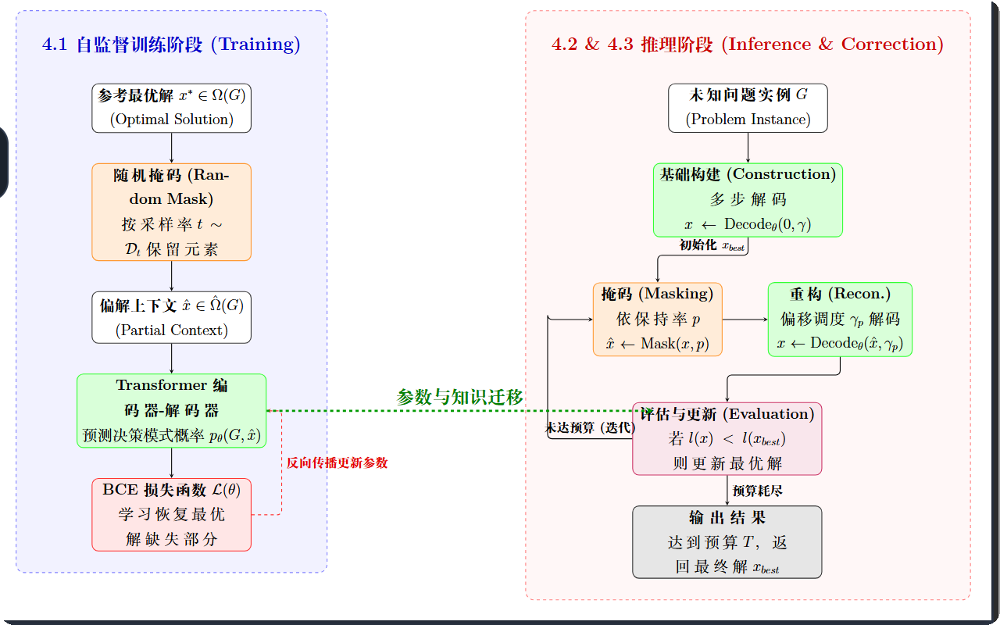 4.1 自监督训练阶段 (Training)
参考最优解 x* ∈ Ω(G)
(Optimal Solution)
随机掩码 (Ran-
dom Mask)
按采样率 t ∼
𝒟ₜ 保留元素
偏解上下文 x̂ ∈ Ω̂(G)
(Partial Context)
Transformer 编
码器-解码器
预测决策模式概率 p_θ(G, x̂)
BCE 损失函数 ℒ(θ)
学习恢复最优
解缺失部分
反向传播更新参数
参数与知识迁移
4.2 & 4.3 推理阶段 (Inference & Correction)
未知问题实例 G
(Problem Instance)
基础构建 (Construction)
多步解码
x ← Decode_θ(0, γ)
初始化 x_best
掩码 (Masking)
依保持率 p
x̂ ← Mask(x, p)
重构 (Recon.)
偏移调度 γ_p 解码
x ← Decode_θ(x̂, γ_p)
评估与更新 (Evaluation)
若 l(x) < l(x_best)
则更新最优解
未达预算 (迭代)
预算耗尽
输出结果
达到预算 T，返
回最终解 x_best